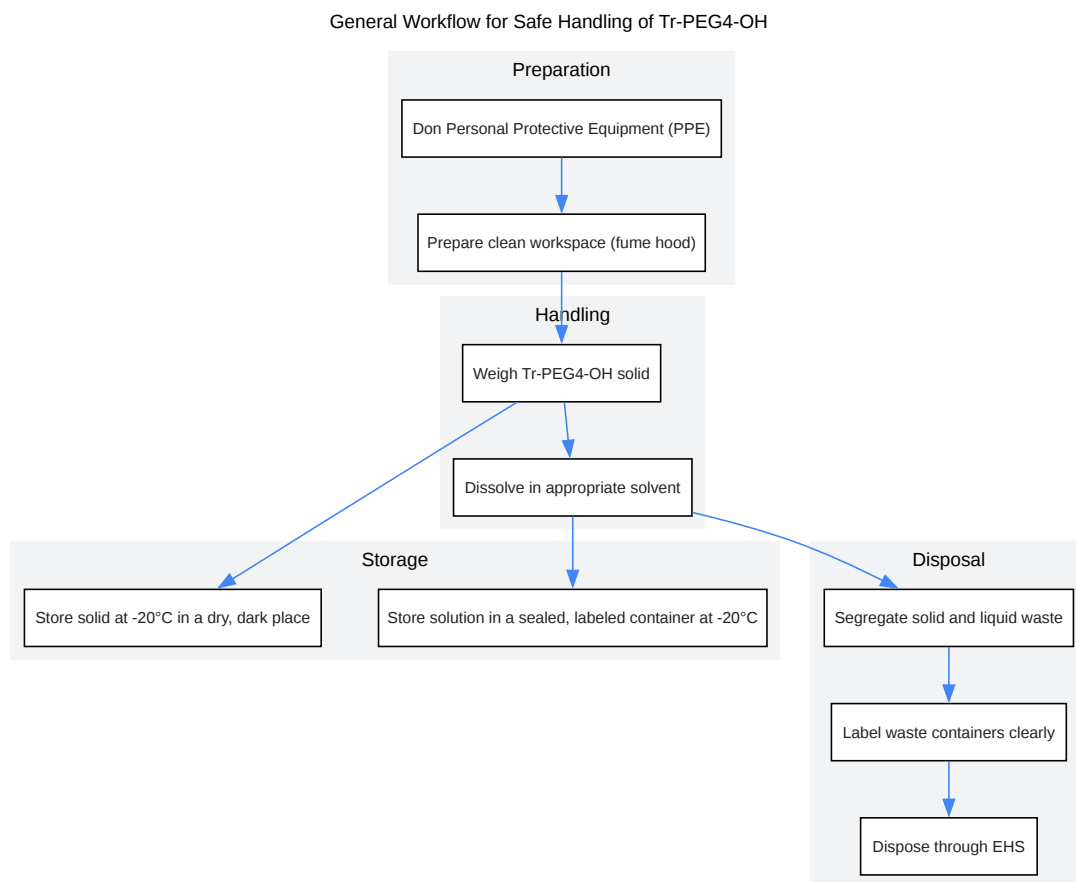 General Workflow for Safe Handling of Tr-PEG4-OH
Preparation
Don Personal Protective Equipment (PPE)
Prepare clean workspace (fume hood)
Handling
Weigh Tr-PEG4-OH solid
Dissolve in appropriate solvent
Storage
Store solid at -20°C in a dry, dark place
Store solution in a sealed, labeled container at -20°C
Disposal
Segregate solid and liquid waste
Label waste containers clearly
Dispose through EHS